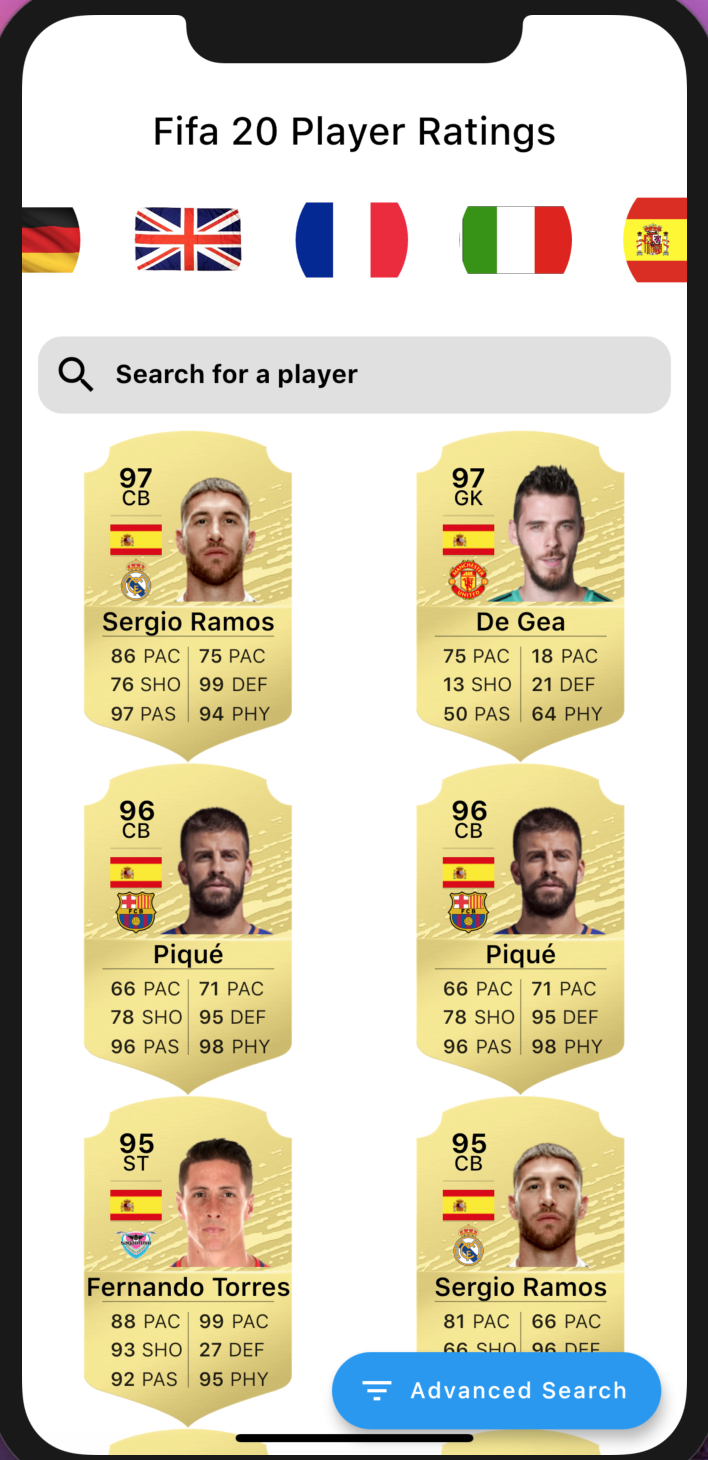 Fifa 20 Player Ratings
Search for a player
97
CB
Sergio Ramos
86 PAC 75 PAC
76 SHO 99 DEF
97 PAS 94 PHY
97
GK
MANCHESTER
UNITED
De Gea
75 PAC 18 PAC
13 SHO 21 DEF
50 PAS 64 PHY
96
CB
FCB
Piqué
66 PAC 71 PAC
78 SHO 95 DEF
96 PAS 98 PHY
96
CB
FCB
Piqué
66 PAC 71 PAC
78 SHO 95 DEF
96 PAS 98 PHY
95
ST
Fernando Torres
88 PAC 99 PAC
93 SHO 27 DEF
92 PAS 95 PHY
95
CB
Sergio Ramos
81 PAC 66 PAC
66 SHO 96 DEF
Advanced Search